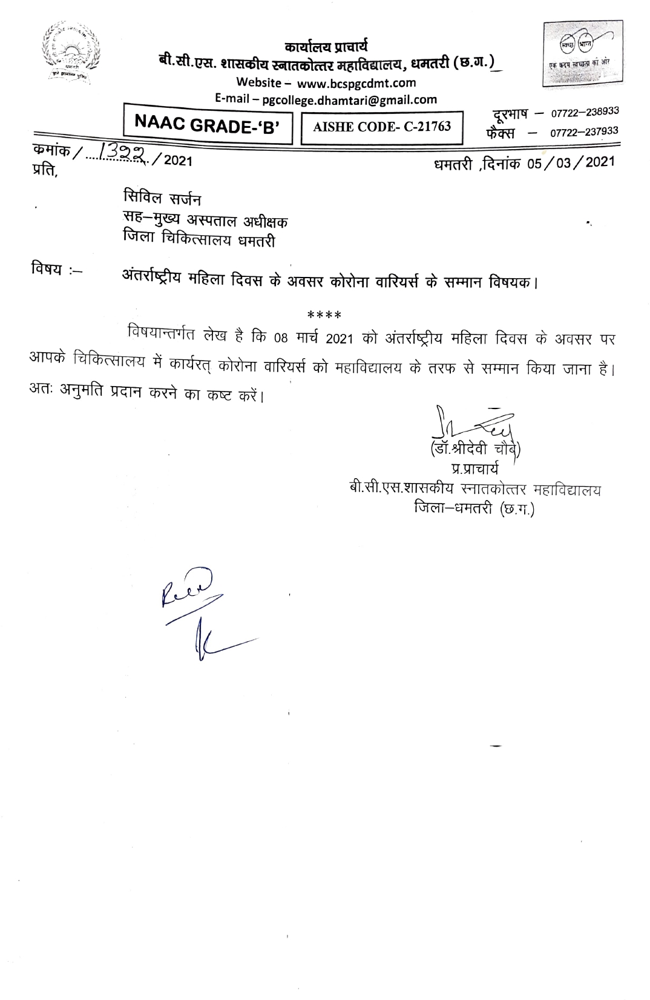 कार्यालय प्राचार्य
बी.सी.एस. शासकीय स्नातकोत्तर महाविद्यालय, धमतरी (छ.ग.)
Website – www.bcspgcdmt.com
E-mail – pgcollege.dhamtari@gmail.com
स्वच्छ भारत
एक कदम स्वच्छता की ओर
NAAC GRADE-‘B’
AISHE CODE- C-21763
दूरभाष – 07722–238933
फैक्स – 07722–237933
कमांक / ....1322..../2021
धमतरी ,दिनांक 05/03/2021
प्रति,
सिविल सर्जन
सह–मुख्य अस्पताल अधीक्षक
जिला चिकित्सालय धमतरी
विषय :– अंतर्राष्ट्रीय महिला दिवस के अवसर कोरोना वारियर्स के सम्मान विषयक।
****
विषयान्तर्गत लेख है कि 08 मार्च 2021 को अंतर्राष्ट्रीय महिला दिवस के अवसर पर
आपके चिकित्सालय में कार्यरत् कोरोना वारियर्स को महाविद्यालय के तरफ से सम्मान किया जाना है।
अतः अनुमति प्रदान करने का कष्ट करें।
(डॉ.श्रीदेवी चौबे)
प्र.प्राचार्य
बी.सी.एस.शासकीय स्नातकोत्तर महाविद्यालय
जिला–धमतरी (छ.ग.)